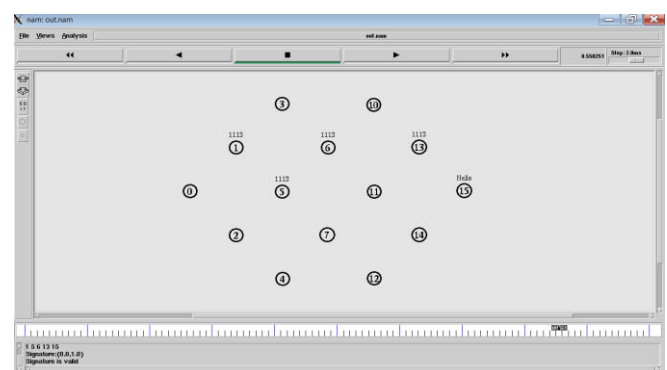 nam: out.nam
File Views Analysis out.nam
0.550251 Step: 2.0ms
3 10
1113 1113 1113
1 6 13
1113 Hello
0 5 11 15
2 7 14
4 12
1 5 6 13 15
Signature:(0.0,1.0)
Signature is valid